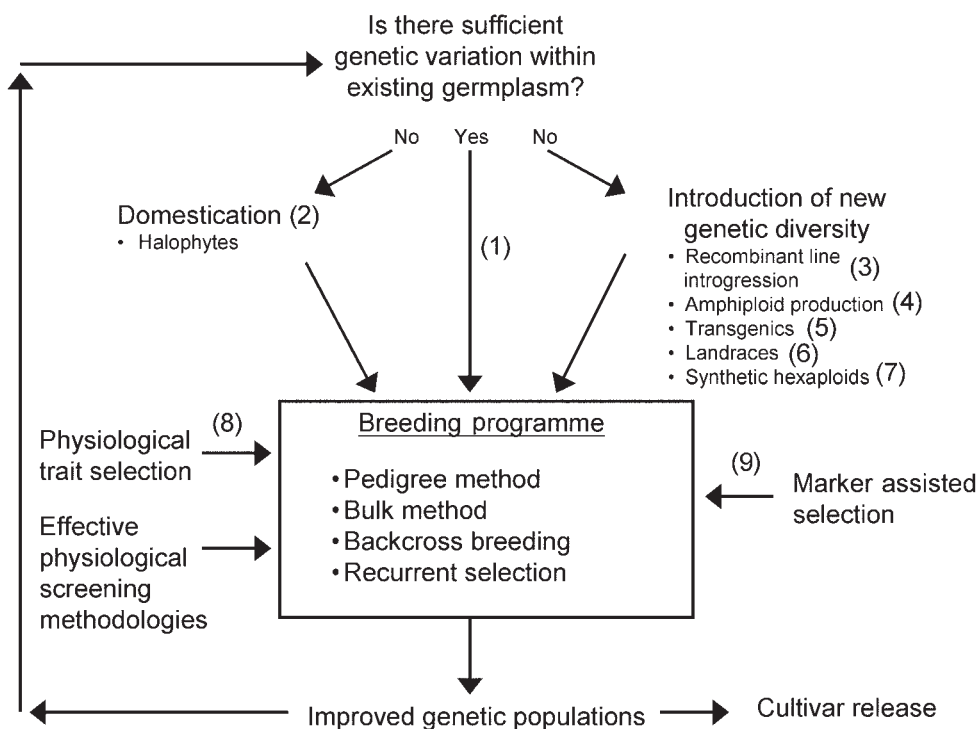 Is there sufficient
genetic variation within
existing germplasm?
No Yes No
Domestication (2)
• Halophytes
(1)
Introduction of new
genetic diversity
• Recombinant line
introgression (3)
• Amphiploid production (4)
• Transgenics (5)
• Landraces (6)
• Synthetic hexaploids (7)
Physiological
trait selection
(8)
Effective
physiological
screening
methodologies
Breeding programme
• Pedigree method
• Bulk method
• Backcross breeding
• Recurrent selection
(9)
Marker assisted
selection
Improved genetic populations
Cultivar release